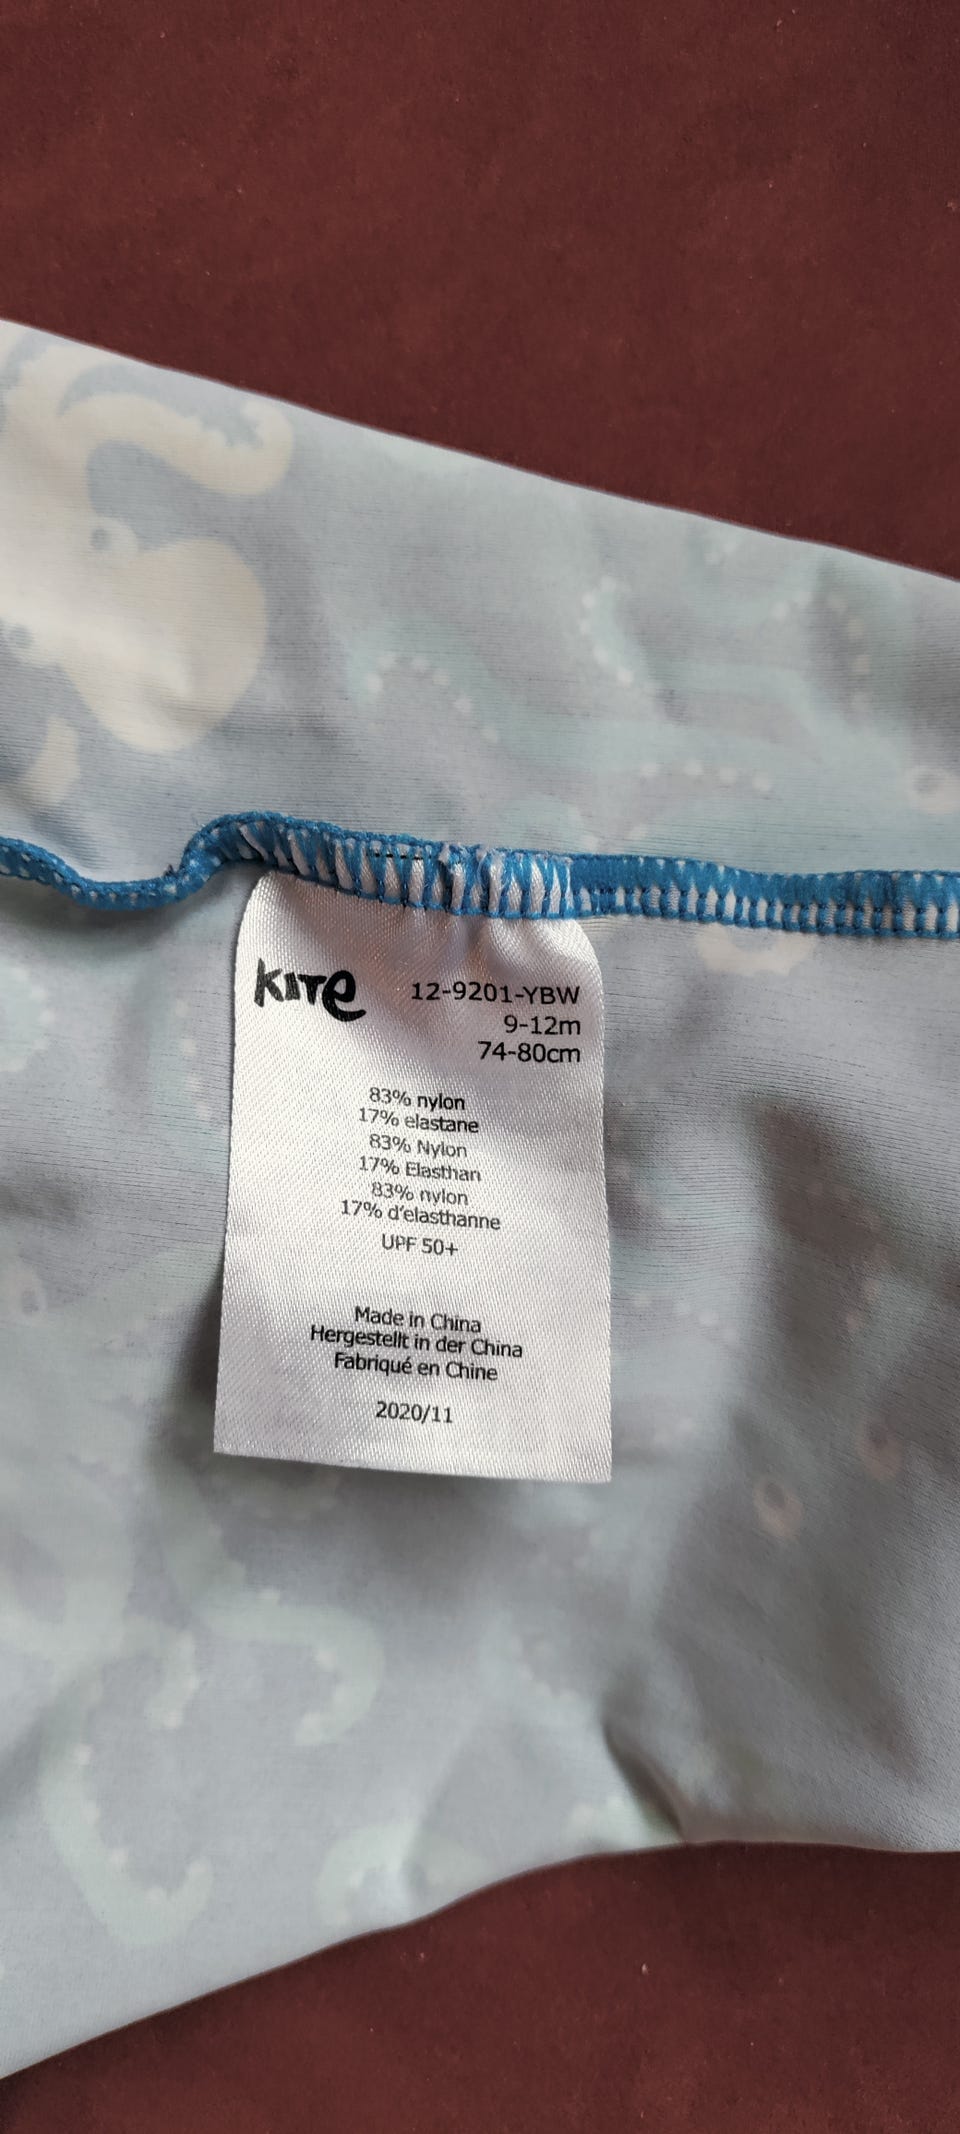 KITE
12-9201-YBW
9-12m
74-80cm
83% nylon
17% elastane
83% Nylon
17% Elasthan
83% nylon
17% d'elasthanne
UPF 50+
Made in China
Hergestellt in der China
Fabriqué en Chine
2020/11